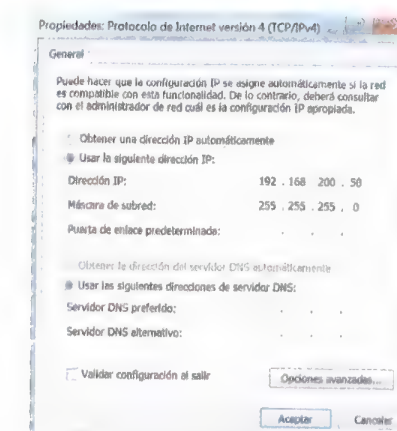 Propiedades: Protocolo de Internet versión 4 (TCP/IPv4)
General
Puede hacer que la configuración IP se asigne automáticamente si la red
es compatible con esta funcionalidad. De lo contrario, deberá consultar
con el administrador de red cuál es la configuración IP apropiada.
Obtener una dirección IP automáticamente
Usar la siguiente dirección IP:
Dirección IP: 192 . 168 200 . 50
Máscara de subred: 255 . 255 . 255 . 0
Puerta de enlace predeterminada: . . .
Obtener la dirección del servidor DNS automáticamente
Usar las siguientes direcciones de servidor DNS:
Servidor DNS preferido: . . .
Servidor DNS alternativo: . . .
Validar configuración al salir
Opciones avanzadas...
Aceptar Cancelar